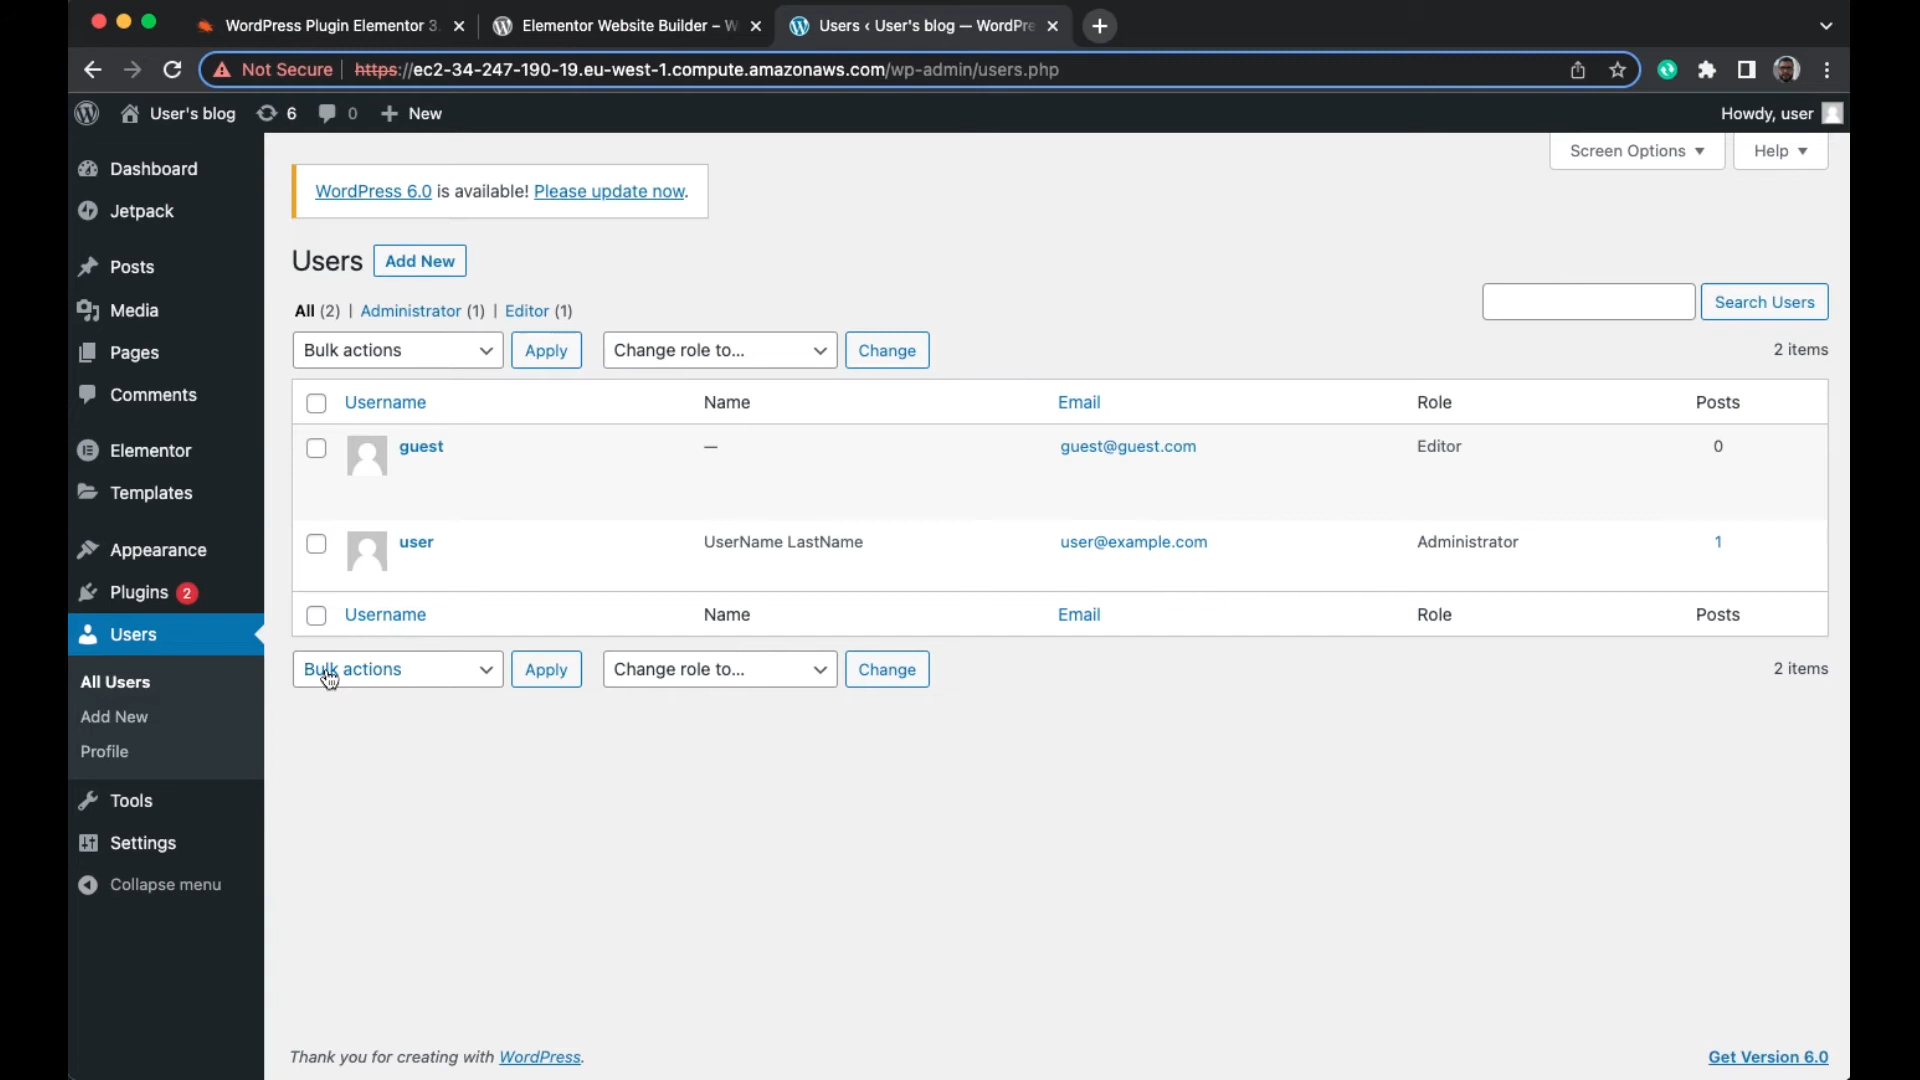 WordPress Plugin Elementor 3.
Elementor Website Builder – W
Users ‹ User's blog — WordPre
Not Secure
https://ec2-34-247-190-19.eu-west-1.compute.amazonaws.com/wp-admin/users.php
User's blog
6
0
New
Howdy, user
Dashboard
Jetpack
Posts
Media
Pages
Comments
Elementor
Templates
Appearance
Plugins 2
Users
All Users
Add New
Profile
Tools
Settings
Collapse menu
Screen Options
Help
WordPress 6.0 is available! Please update now.
Users Add New
All (2) | Administrator (1) | Editor (1)
Search Users
Bulk actions Apply Change role to... Change 2 items
Username Name Email Role Posts
guest — guest@guest.com Editor 0
user UserName LastName user@example.com Administrator 1
Username Name Email Role Posts
Bulk actions Apply Change role to... Change 2 items
Thank you for creating with WordPress.
Get Version 6.0